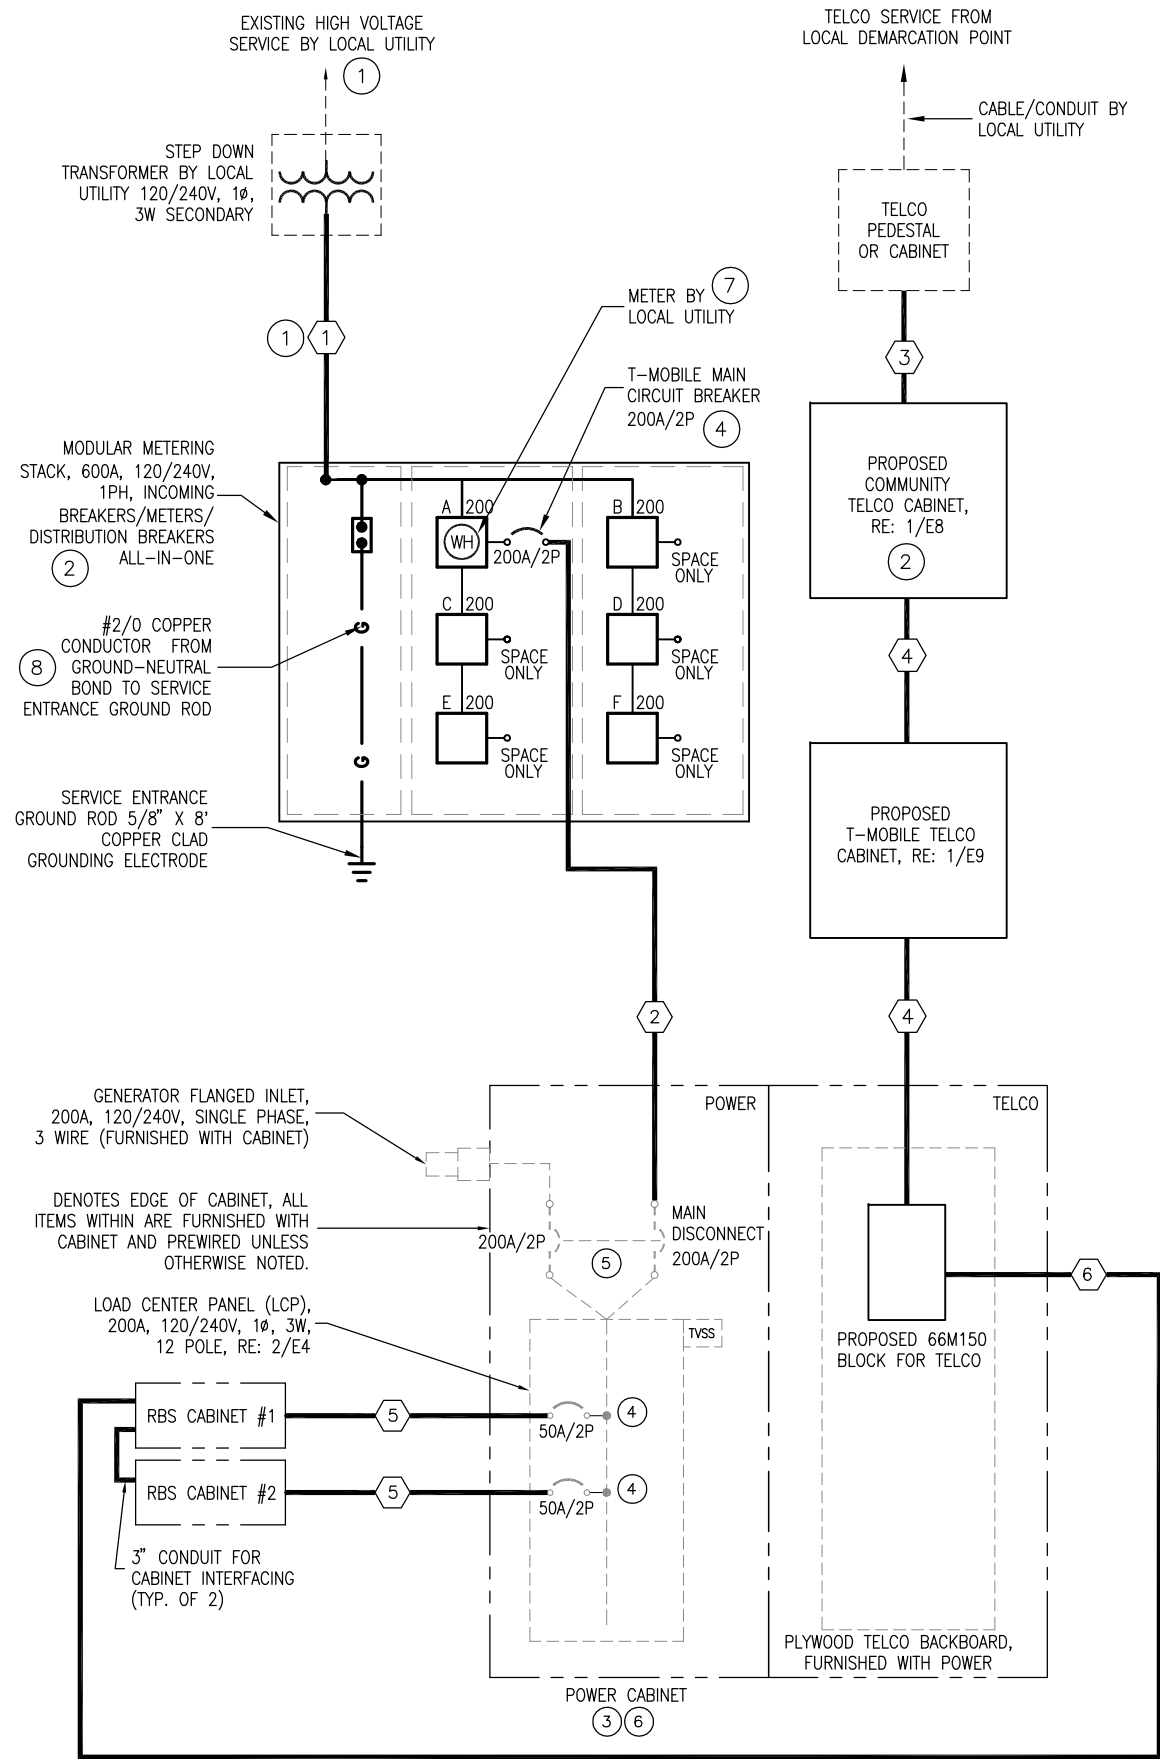 EXISTING HIGH VOLTAGE
SERVICE BY LOCAL UTILITY
1
TELCO SERVICE FROM
LOCAL DEMARCATION POINT
CABLE/CONDUIT BY
LOCAL UTILITY
STEP DOWN
TRANSFORMER BY LOCAL
UTILITY 120/240V, 1ø,
3W SECONDARY
TELCO
PEDESTAL
OR CABINET
METER BY
LOCAL UTILITY
7
1
1
3
T-MOBILE MAIN
CIRCUIT BREAKER
200A/2P
4
MODULAR METERING
STACK, 600A, 120/240V,
1PH, INCOMING
BREAKERS/METERS/
DISTRIBUTION BREAKERS
ALL-IN-ONE
2
A 200
WH
200A/2P
B 200
SPACE
ONLY
C 200
SPACE
ONLY
D 200
SPACE
ONLY
E 200
SPACE
ONLY
F 200
SPACE
ONLY
PROPOSED
COMMUNITY
TELCO CABINET,
RE: 1/E8
2
#2/0 COPPER
CONDUCTOR FROM
GROUND-NEUTRAL
BOND TO SERVICE
ENTRANCE GROUND ROD
8
G
G
4
SERVICE ENTRANCE
GROUND ROD 5/8" X 8'
COPPER CLAD
GROUNDING ELECTRODE
PROPOSED
T-MOBILE TELCO
CABINET, RE: 1/E9
2
4
GENERATOR FLANGED INLET,
200A, 120/240V, SINGLE PHASE,
3 WIRE (FURNISHED WITH CABINET)
POWER
TELCO
DENOTES EDGE OF CABINET, ALL
ITEMS WITHIN ARE FURNISHED WITH
CABINET AND PREWIRED UNLESS
OTHERWISE NOTED.
200A/2P
5
MAIN
DISCONNECT
200A/2P
6
LOAD CENTER PANEL (LCP),
200A, 120/240V, 1ø, 3W,
12 POLE, RE: 2/E4
TVSS
PROPOSED 66M150
BLOCK FOR TELCO
RBS CABINET #1
5
50A/2P
4
RBS CABINET #2
5
50A/2P
4
3" CONDUIT FOR
CABINET INTERFACING
(TYP. OF 2)
PLYWOOD TELCO BACKBOARD,
FURNISHED WITH POWER
POWER CABINET
3 6